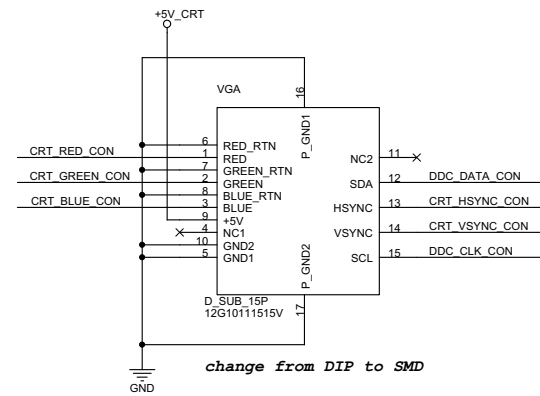 +5V_CRT
VGA
16
P_GND1
6 RED_RTN
CRT_RED_CON 1 RED
7 GREEN_RTN
CRT_GREEN_CON 2 GREEN
8 BLUE_RTN
CRT_BLUE_CON 3 BLUE
9 +5V
4 NC1
10 GND2
5 GND1
NC2 11
SDA 12 DDC_DATA_CON
HSYNC 13 CRT_HSYNC_CON
VSYNC 14 CRT_VSYNC_CON
SCL 15 DDC_CLK_CON
P_GND2
17
D_SUB_15P
12G10111515V
change from DIP to SMD
GND